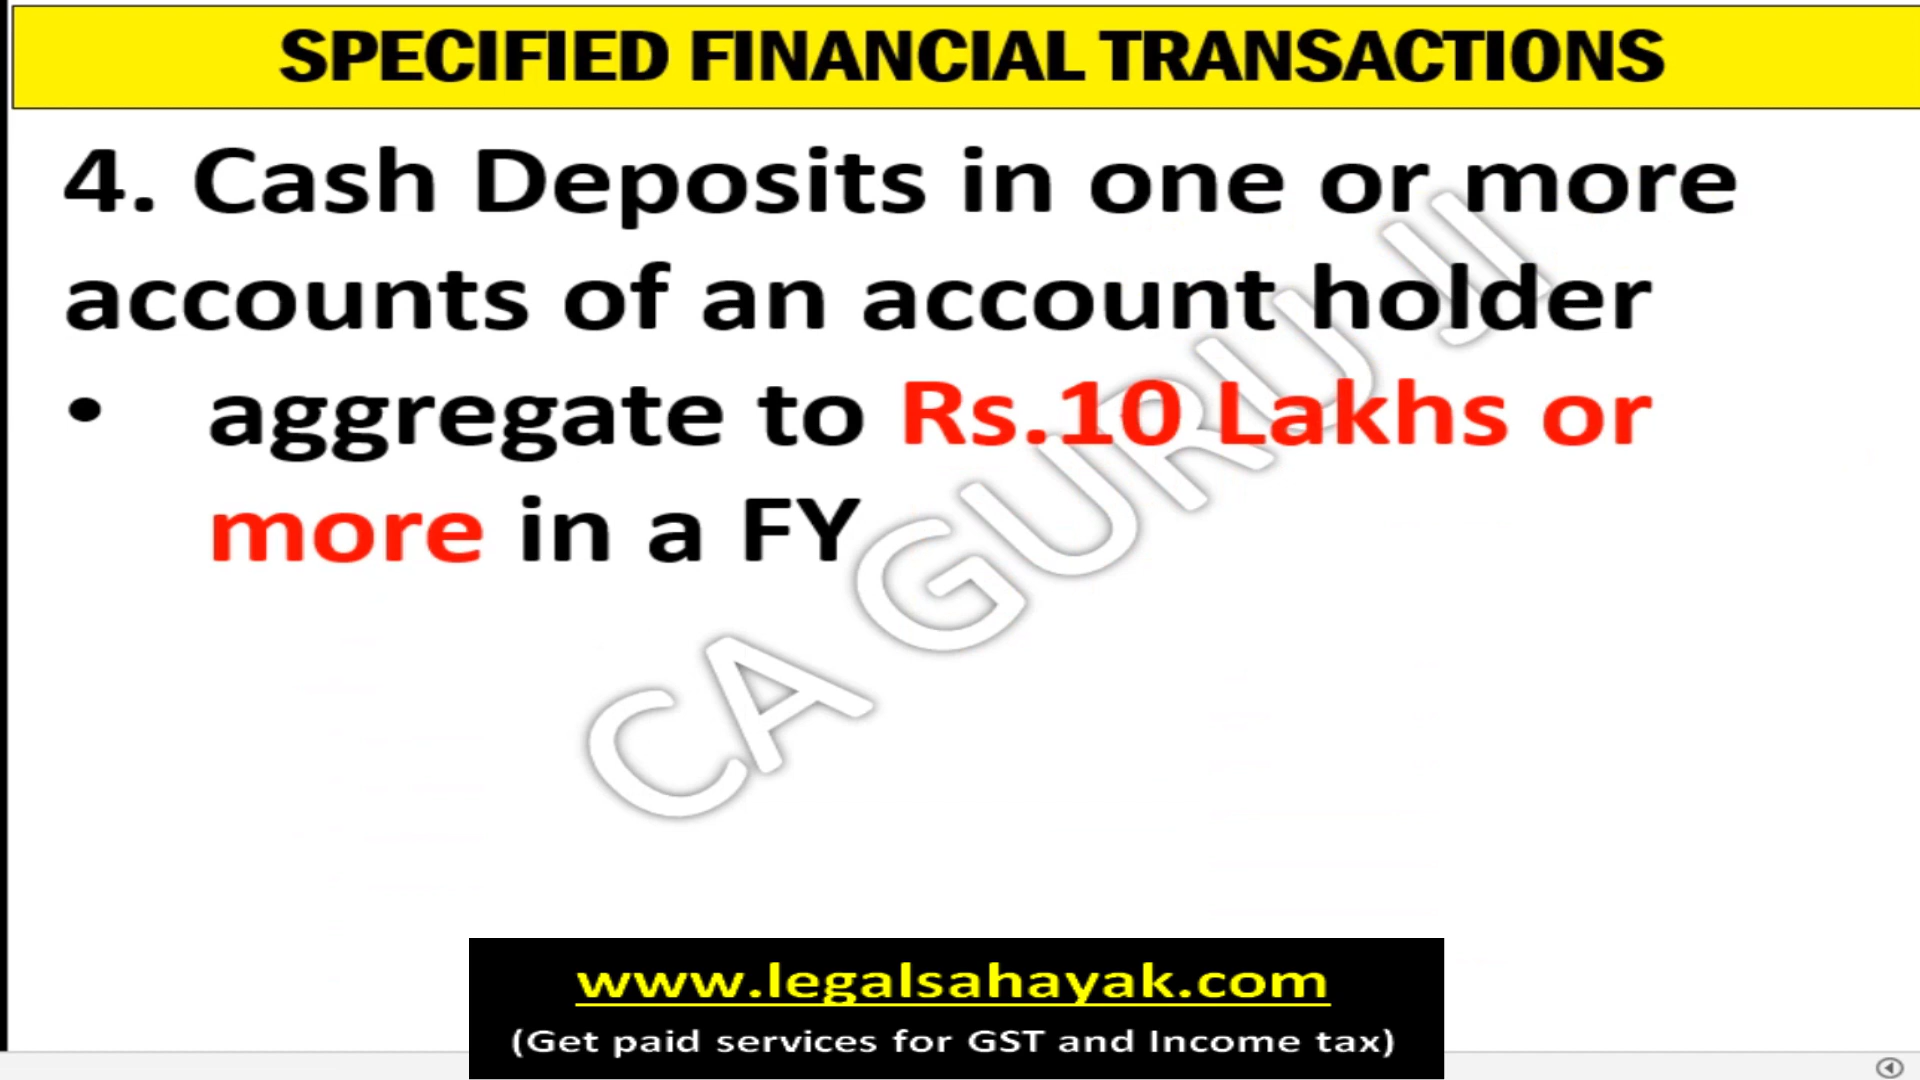 SPECIFIED FINANCIAL TRANSACTIONS
4. Cash Deposits in one or more
accounts of an account holder
• aggregate to Rs.10 Lakhs or
more in a FY
CA GURU JI
www.legalsahayak.com
(Get paid services for GST and Income tax)